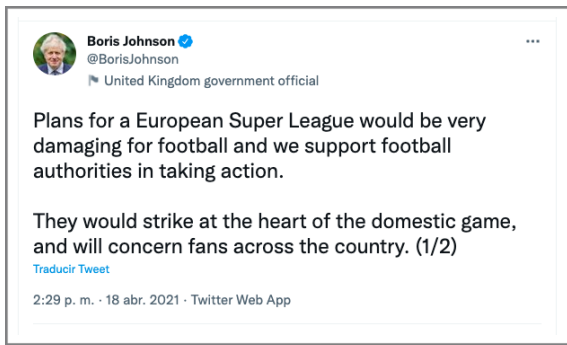 Boris Johnson
@BorisJohnson
United Kingdom government official
Plans for a European Super League would be very
damaging for football and we support football
authorities in taking action.
They would strike at the heart of the domestic game,
and will concern fans across the country. (1/2)
Traducir Tweet
2:29 p. m. · 18 abr. 2021 · Twitter Web App